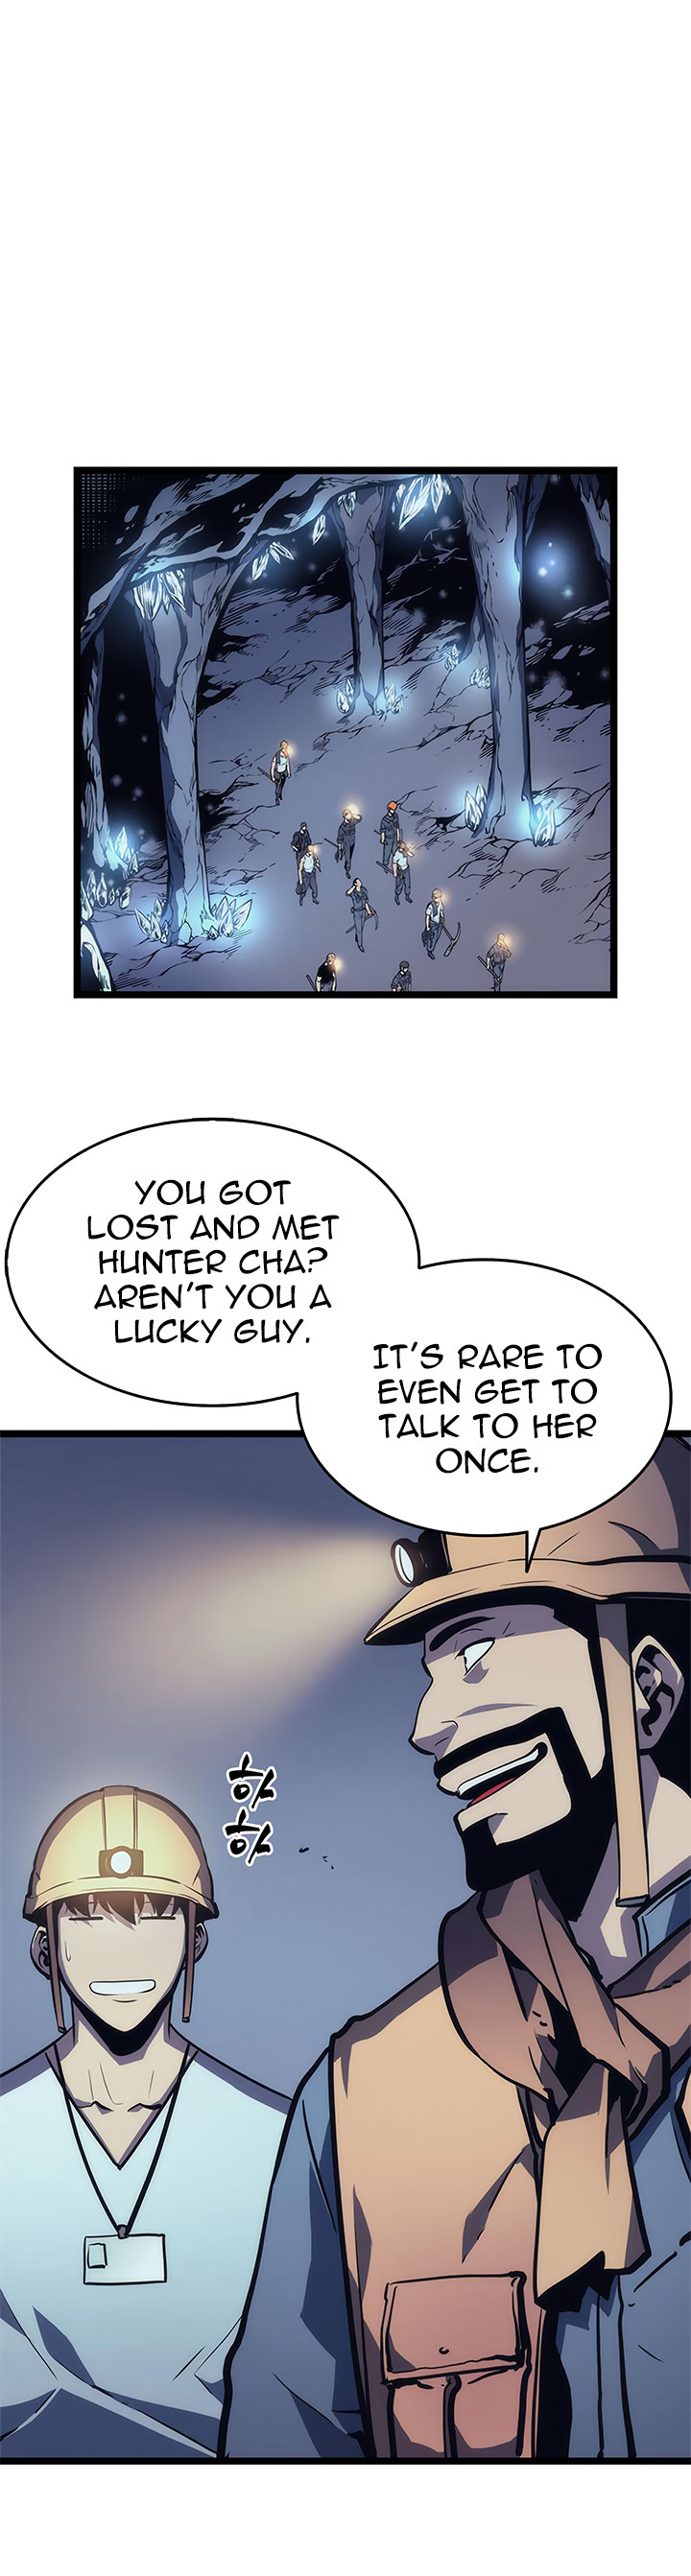 YOU GOT
LOST AND MET
HUNTER CHA?
AREN'T YOU A
LUCKY GUY.
IT'S RARE TO
EVEN GET TO
TALK TO HER
ONCE.
하
하